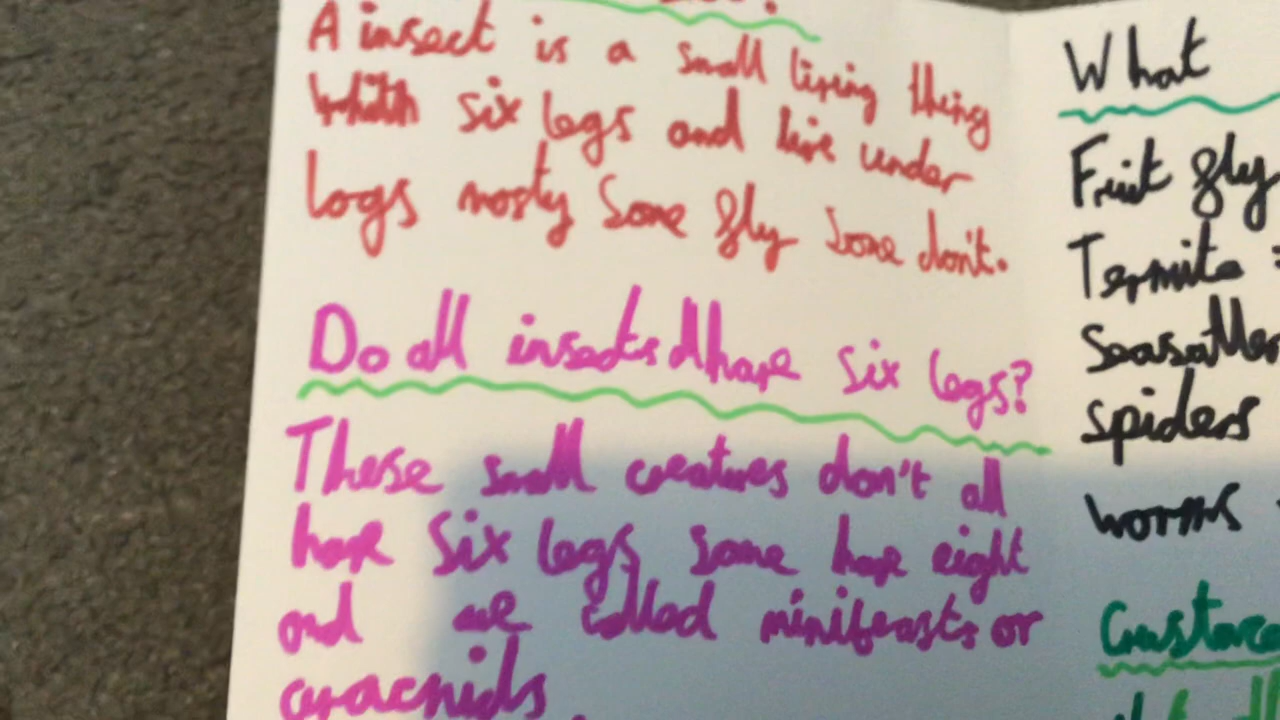 A insect is a small living thing
whith six legs and live under
logs mosty Some fly some don't.
Do all insects have six legs?
These small creatures don't all
have six legs some have eight
and are called minibeasts or
aracnids
What
Fruit fly
Termite
spiders
worms